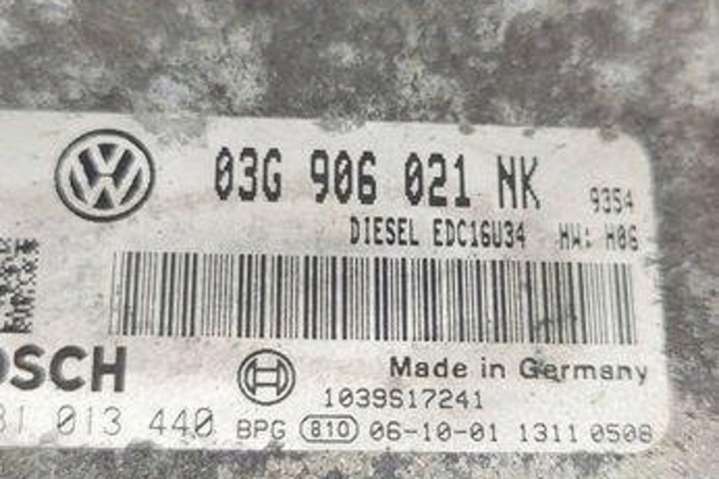 03G 906 021 NK 9354
DIESEL EDC16U34 HW: H06
OSCH
Made in Germany
1039S17241
81 013 440 BPG 810 06-10-01 1311 0508